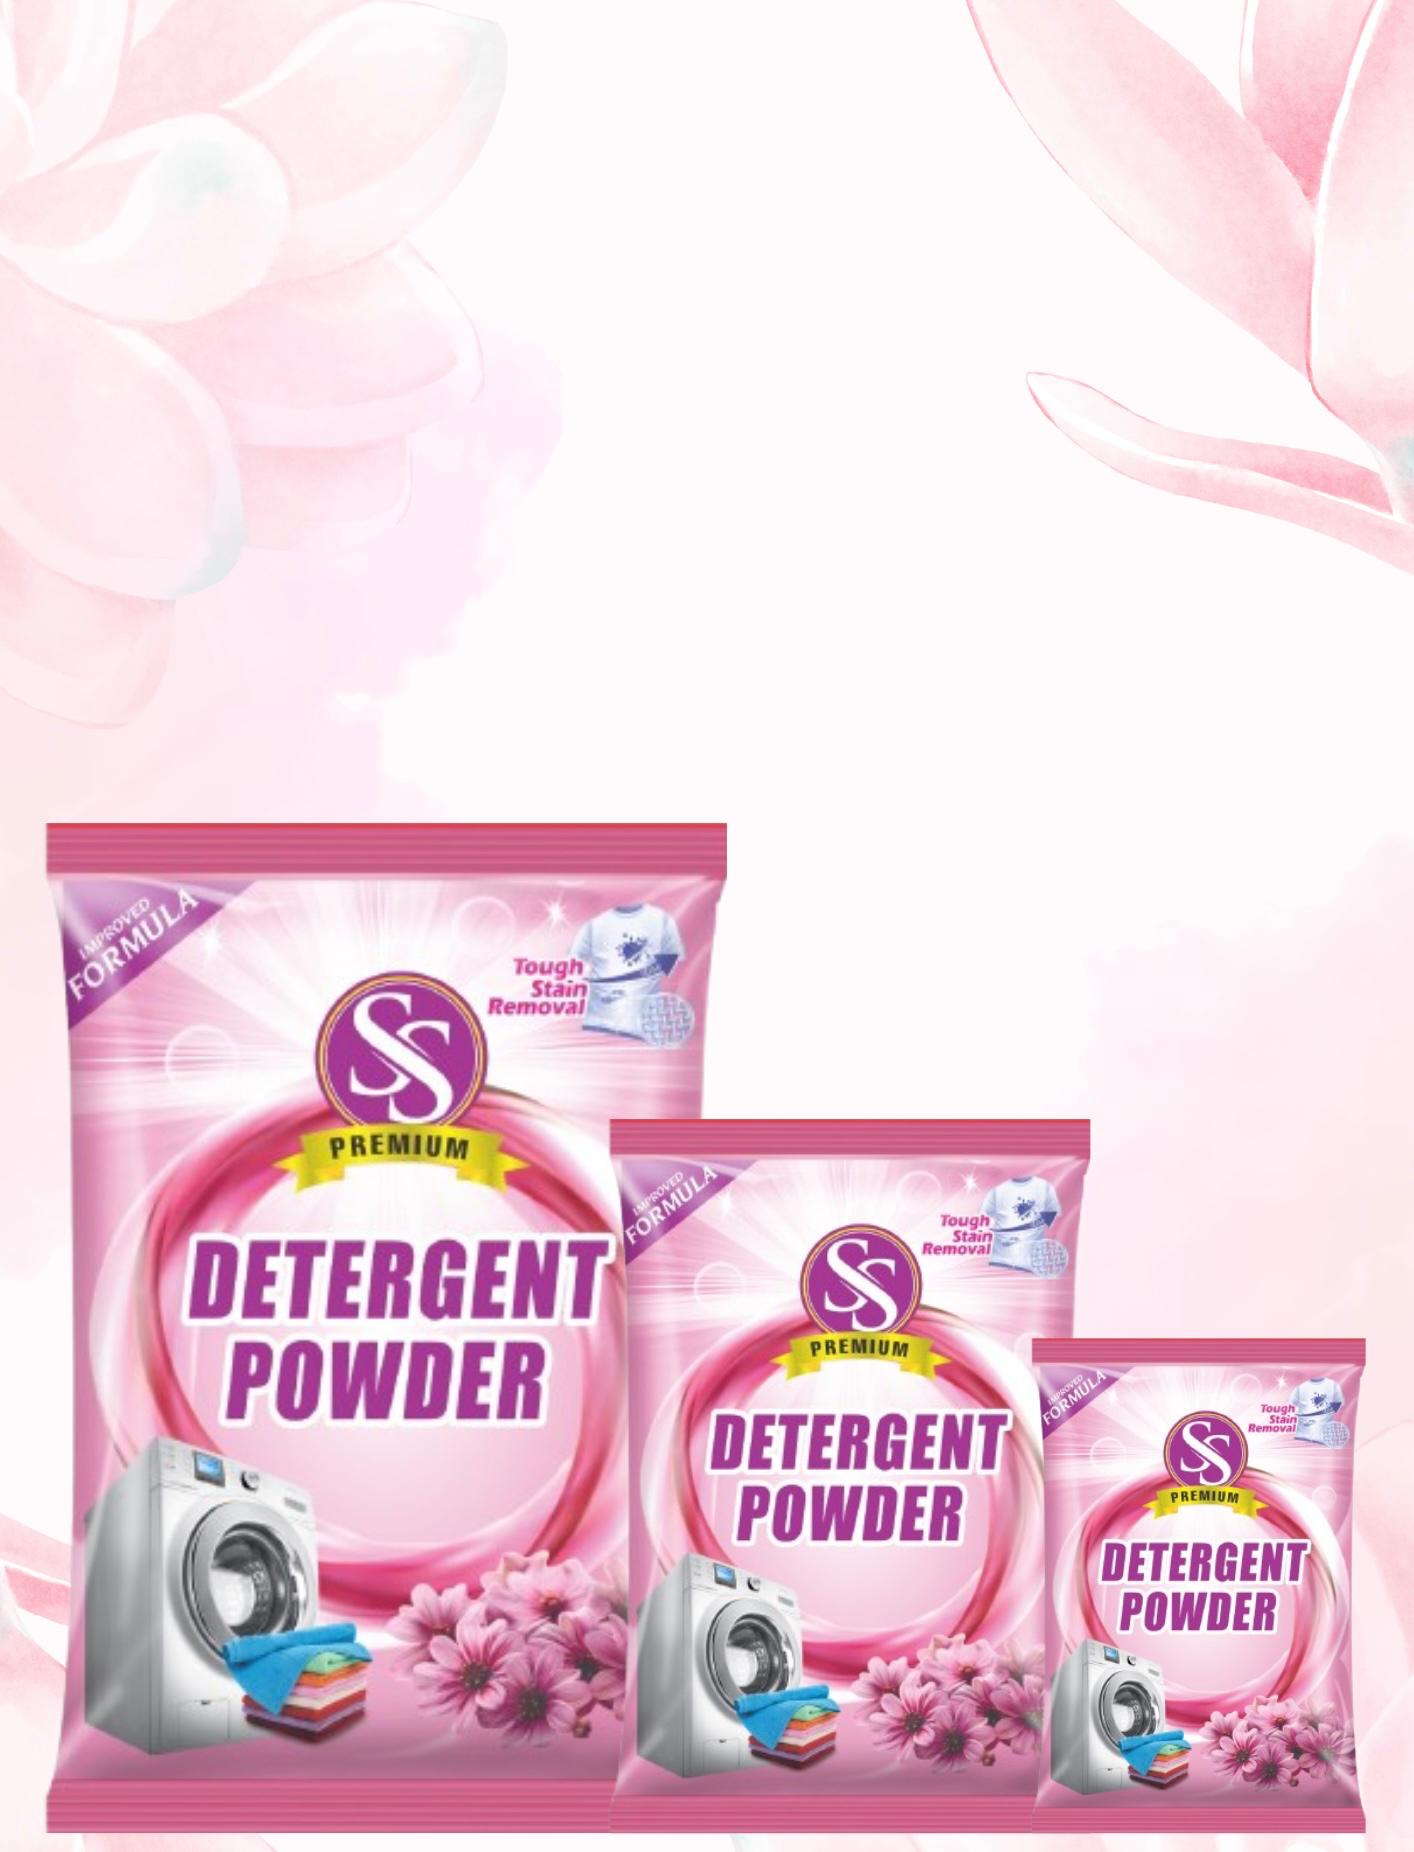 IMPROVED
FORMULA
Tough
Stain
Removal
SS
PREMIUM
DETERGENT
POWDER
IMPROVED
FORMULA
Tough
Stain
Removal
SS
PREMIUM
DETERGENT
POWDER
IMPROVED
FORMULA
Tough
Stain
Removal
SS
PREMIUM
DETERGENT
POWDER